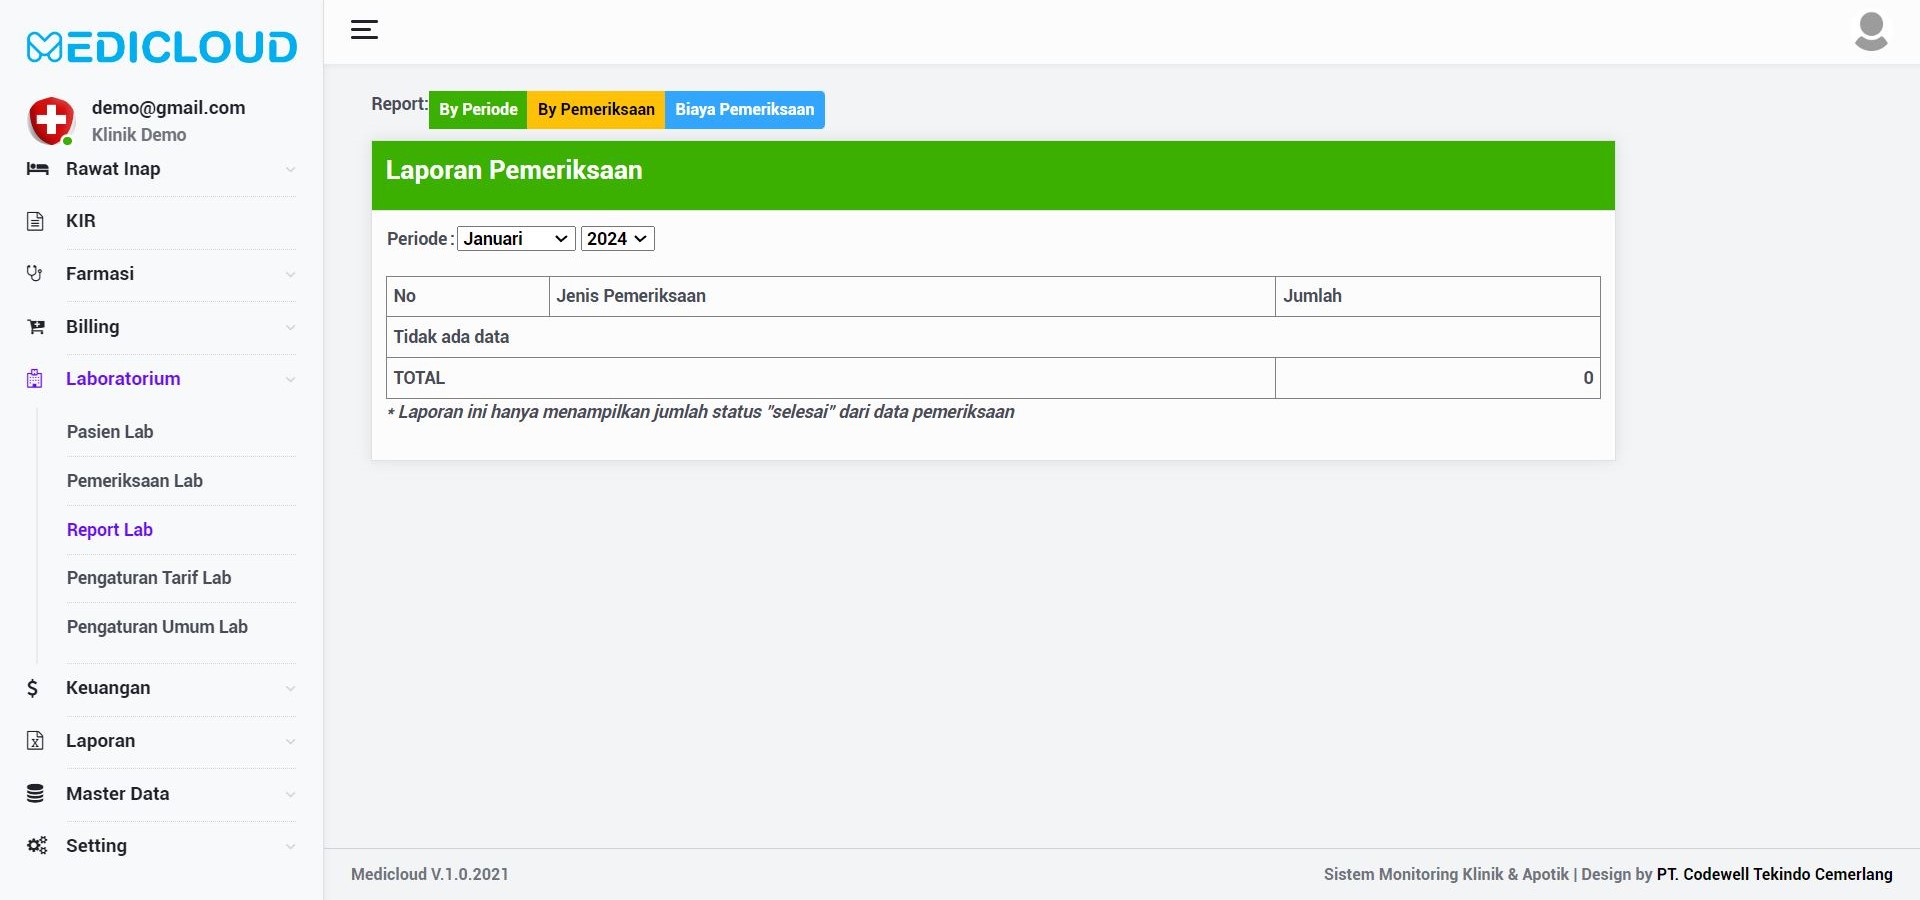 MEDICLOUD
demo@gmail.com
Klinik Demo
Rawat Inap
KIR
Farmasi
Billing
Laboratorium
Pasien Lab
Pemeriksaan Lab
Report Lab
Pengaturan Tarif Lab
Pengaturan Umum Lab
Keuangan
Laporan
Master Data
Setting
Report: By Periode By Pemeriksaan Biaya Pemeriksaan
Laporan Pemeriksaan
Periode : Januari 2024
No Jenis Pemeriksaan Jumlah
Tidak ada data
TOTAL 0
* Laporan ini hanya menampilkan jumlah status "selesai" dari data pemeriksaan
Medicloud V.1.0.2021
Sistem Monitoring Klinik & Apotik | Design by PT. Codewell Tekindo Cemerlang